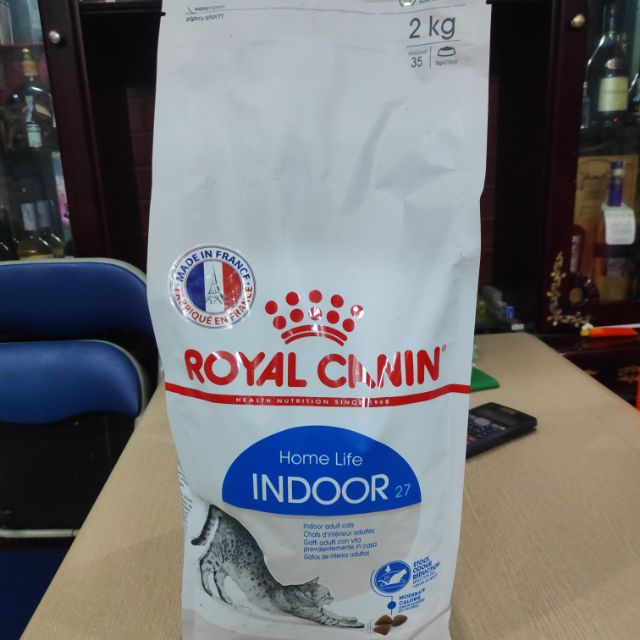 easy open
zip system
2 kg
35
MADE IN FRANCE
FABRIQUÉ EN FRANCE
ROYAL CANIN
HEALTH NUTRITION SINCE 1968
Home Life
INDOOR 27
Indoor adult cats
Chats d'intérieur adultes
Gatti adulti con vita
prevalentemente in casa
Gatos de interior adultos
STOOL
ODOUR
REDUCTION
MODERATE
CALORIE